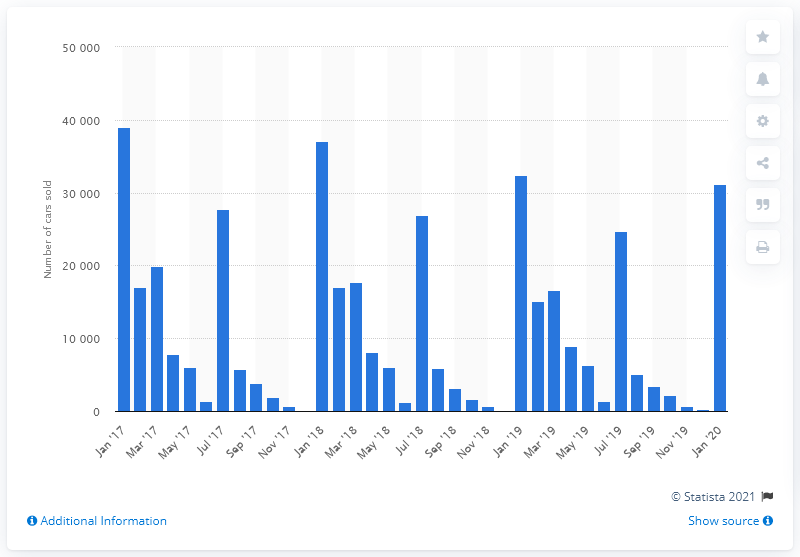 50 000
40 000
30 000
20 000
10 000
0
Number of cars sold
Jan '17
Mar '17
May '17
Jul '17
Sep '17
Nov '17
Jan '18
Mar '18
May '18
Jul '18
Sep '18
Nov '18
Jan '19
Mar '19
May '19
Jul '19
Sep '19
Nov '19
Jan '20
© Statista 2021
Additional Information
Show source